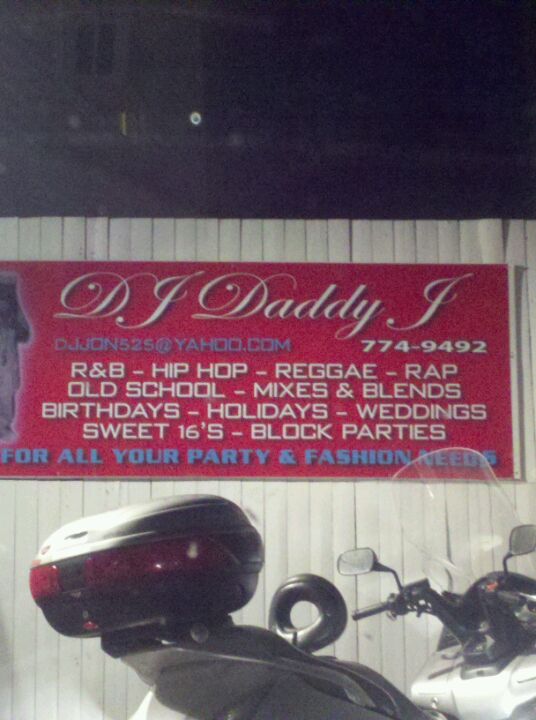 DJ Daddy J
DJJON525@YAHOO.COM 774-9492
R&B - HIP HOP - REGGAE - RAP
OLD SCHOOL - MIXES & BLENDS
BIRTHDAYS - HOLIDAYS - WEDDINGS
SWEET 16'S - BLOCK PARTIES
FOR ALL YOUR PARTY & FASHION NEEDS